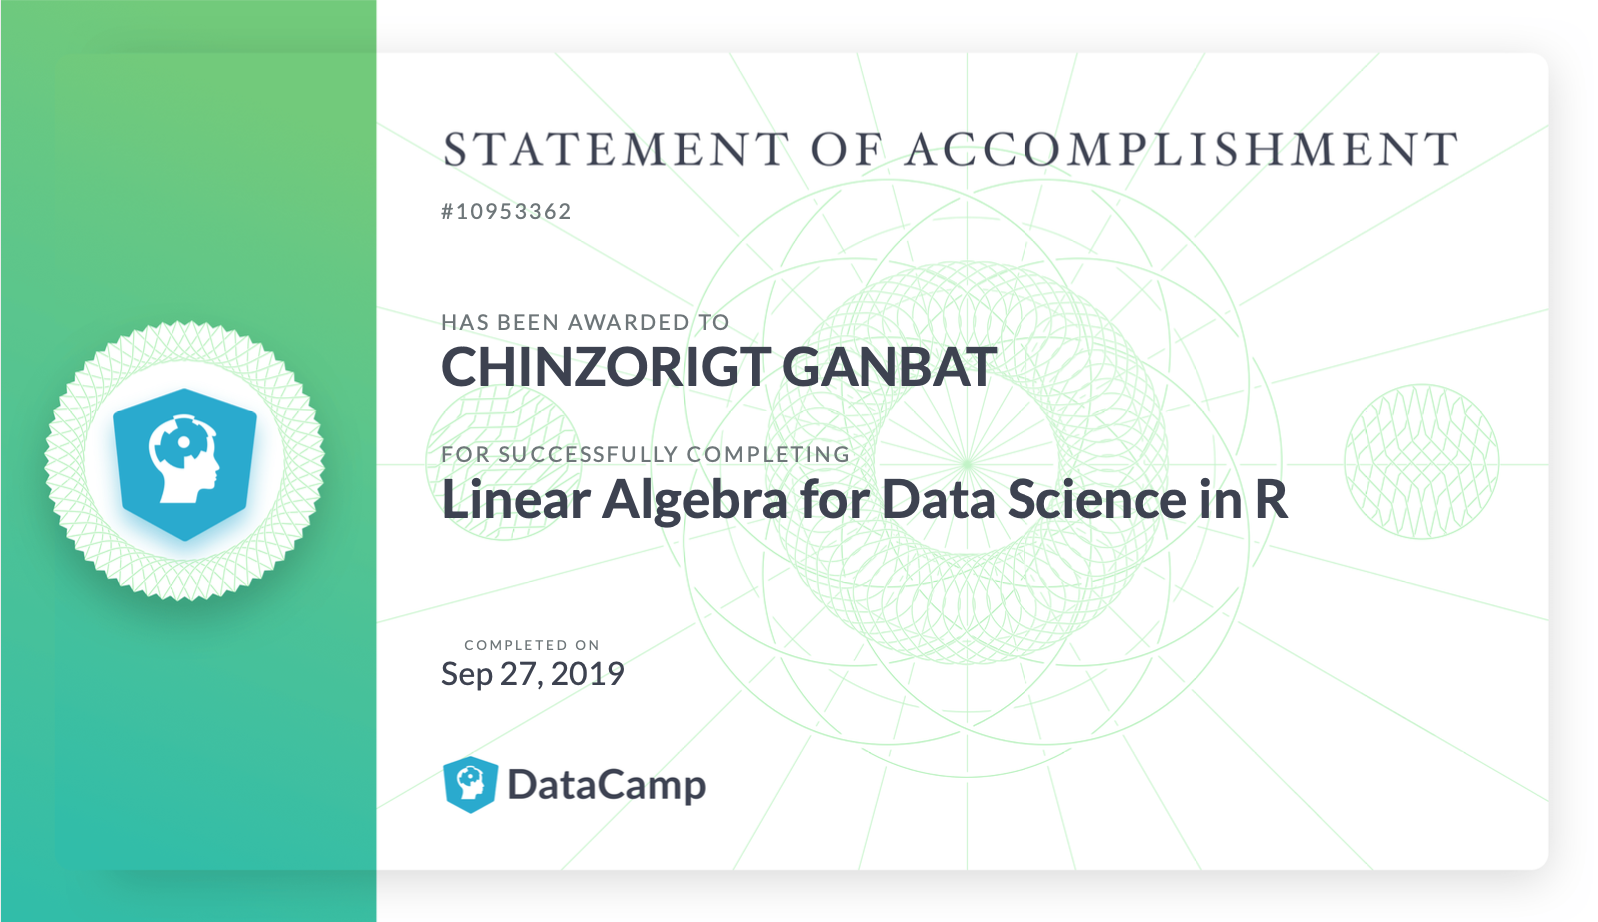 STATEMENT OF ACCOMPLISHMENT
#10953362
HAS BEEN AWARDED TO
CHINZORIGT GANBAT
FOR SUCCESSFULLY COMPLETING
Linear Algebra for Data Science in R
COMPLETED ON
Sep 27, 2019
DataCamp